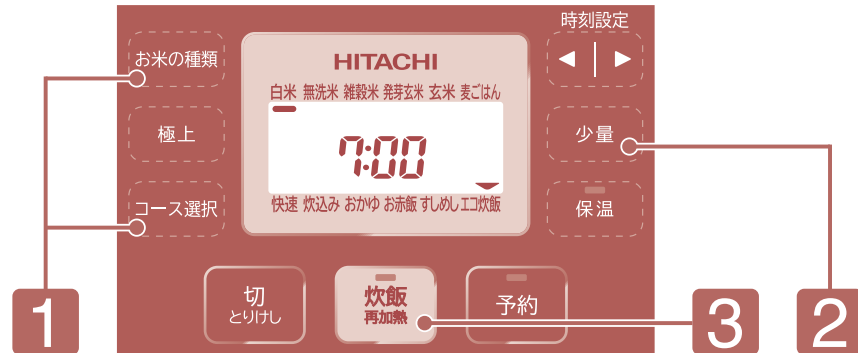 時刻設定
お米の種類
HITACHI
白米 無洗米 雑穀米 発芽玄米 玄米 麦ごはん
極上
7:00
少量
コース選択
快速 炊込み おかゆ お赤飯 すしめし エコ炊飯
保温
切
とりけし
炊飯
再加熱
予約
1
3
2